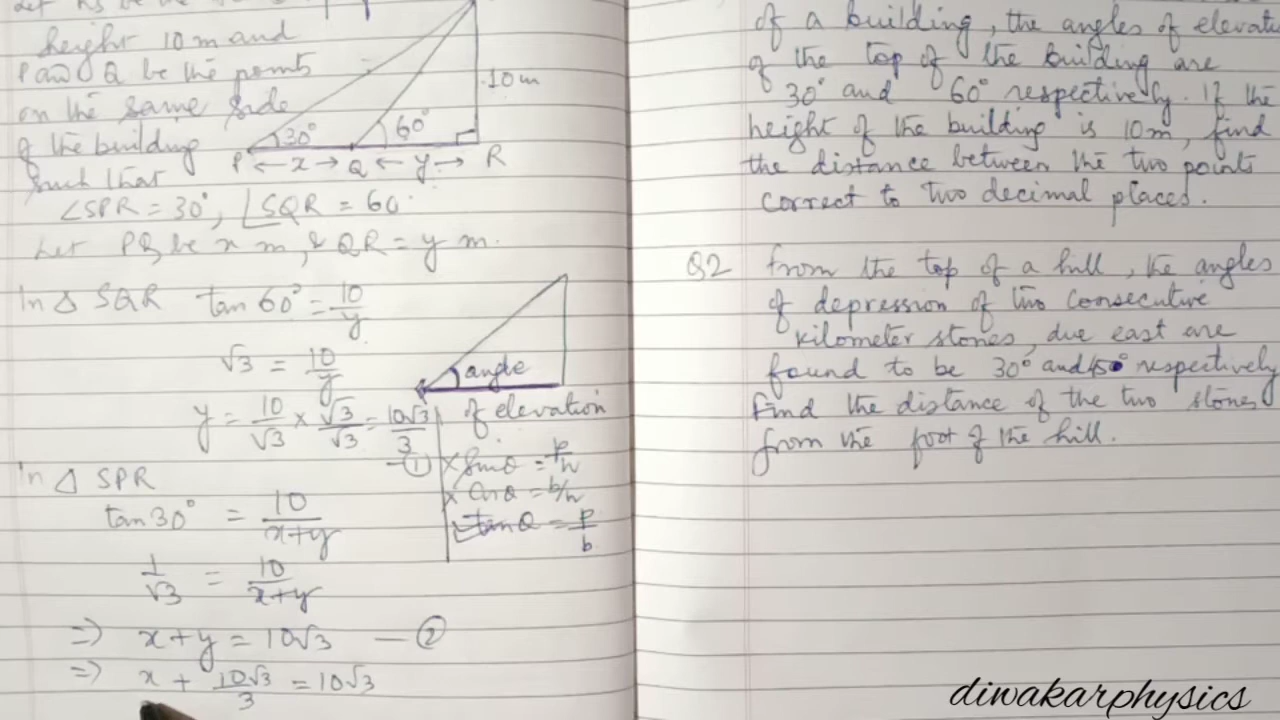 height 10 m and
P and Q be the points
on the same side
of the building
such that
10m
30° 60°
P ← x → Q ← y → R
∠SPR = 30°, ∠SQR = 60°
Let PQ be x m, & QR = y m.
In △ SQR tan 60° = 10/y
√3 = 10/y
y = 10/√3 × √3/√3 = 10√3/3
— ①
angle
of elevation
× Sinθ = p/h
× Cosθ = b/h
tanθ = p/b
In △ SPR
tan 30° = 10/x+y
1/√3 = 10/x+y
=> x + y = 10√3 — ②
=> x + 10√3/3 = 10√3
of a building, the angles of
of the top of the building are
30° and 60° respectively. If the
height of the building is 10m, find
the distance between the two points
correct to two decimal places.
Q2 from the top of a hill, the angles
of depression of two consecutive
kilometer stones, due east are
found to be 30° and 45° respectively
Find the distance of the two stones
from the foot of the hill.
diwakarphysics